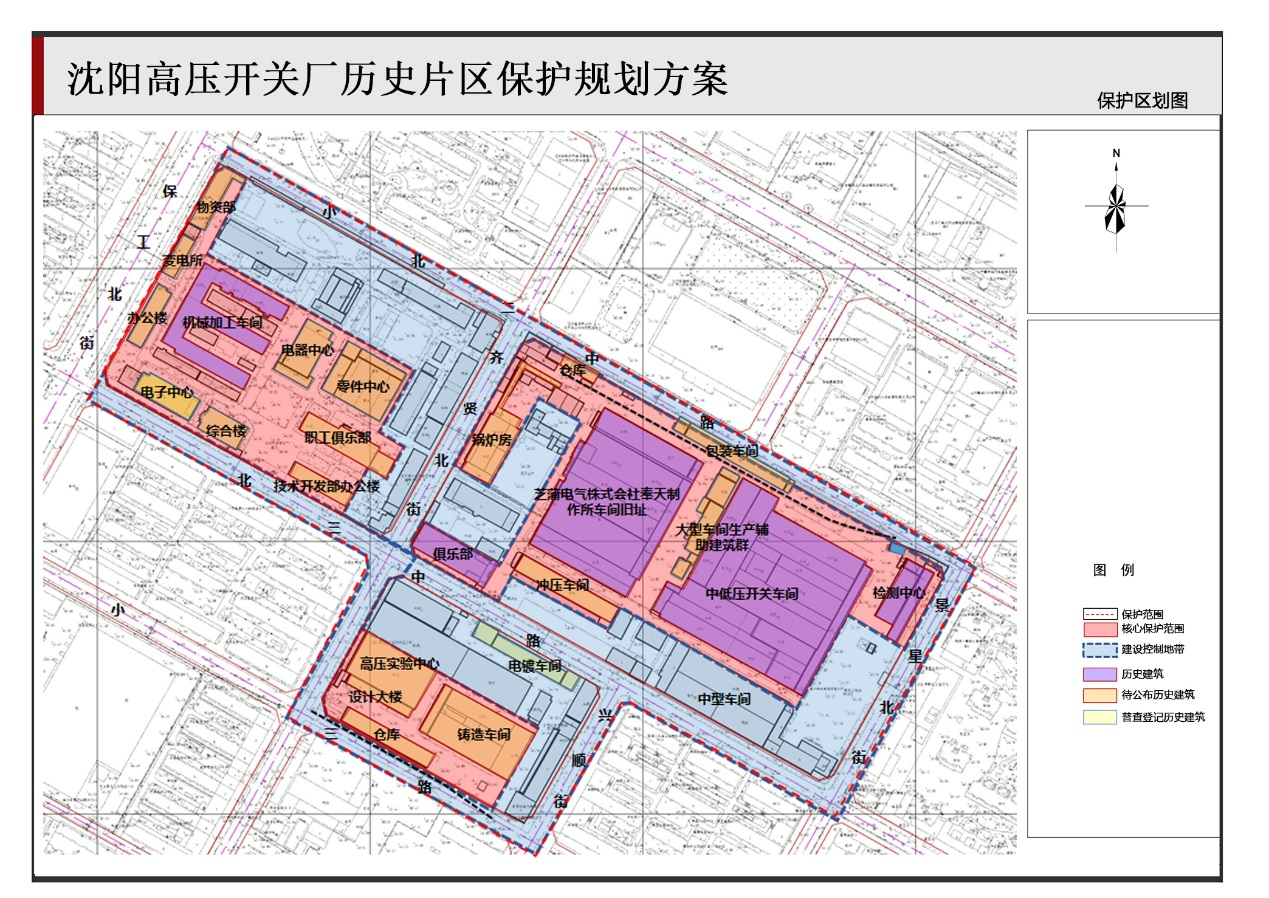 沈阳高压开关厂历史片区保护规划方案
保护区划图
N
保
工
北
街
小
北
二
中
路
物资部
变电所
办公楼
机械加工车间
电器中心
零件中心
电子中心
综合楼
职工俱乐部
技术开发部办公楼
齐
贤
北
街
仓库
锅炉房
包装车间
芝蒲电气株式会社奉天制
作所车间旧址
大型车间生产辅
助建筑群
俱乐部
冲压车间
中低压开关车间
检测中心
小
北
三
中
路
景
星
北
街
高压实验中心
电镀车间
设计大楼
中型车间
仓库
铸造车间
三
路
兴
顺
街
图 例
保护范围
核心保护范围
建设控制地带
历史建筑
待公布历史建筑
普查登记历史建筑